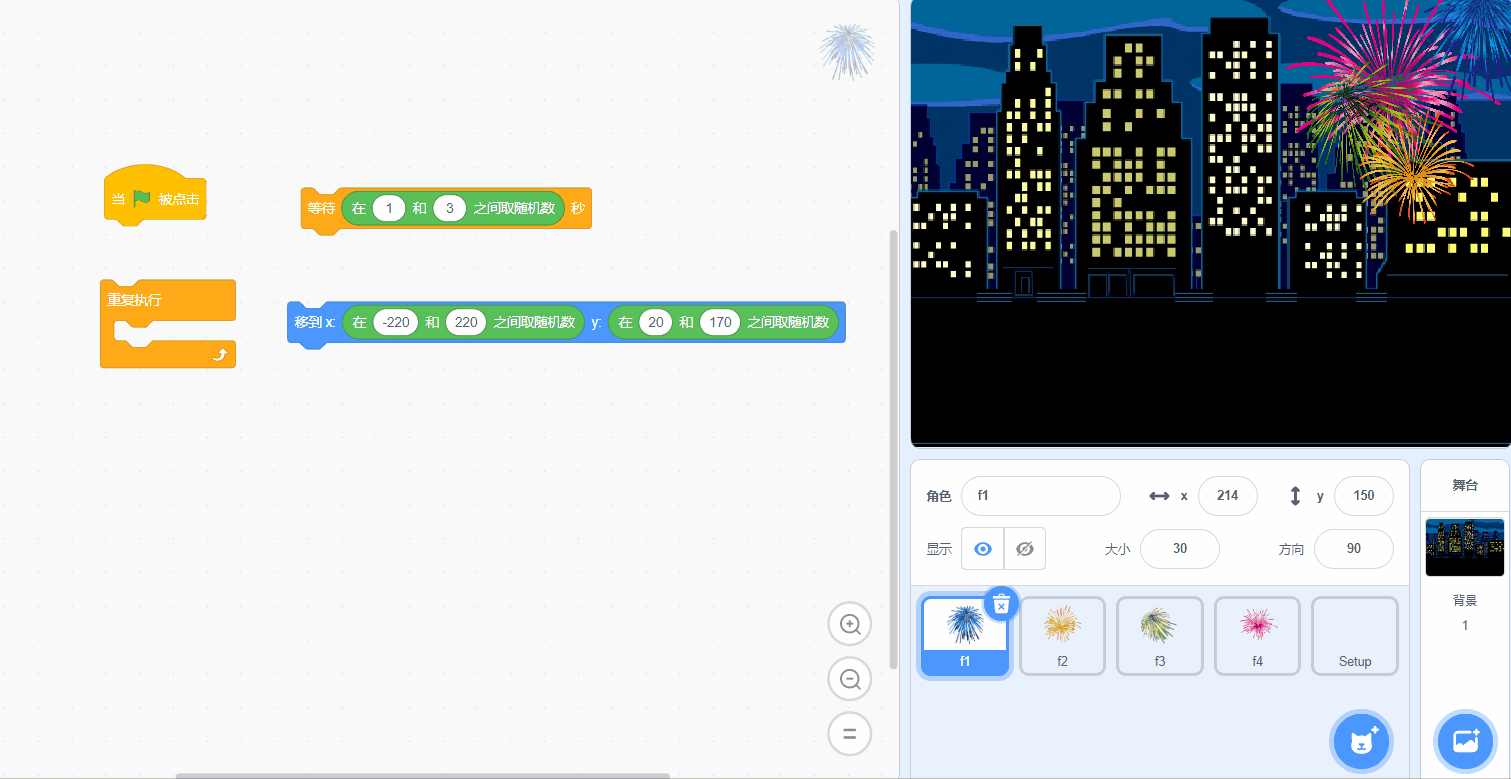 当 被点击
等待 在 1 和 3 之间取随机数 秒
重复执行
移到 x: 在 -220 和 220 之间取随机数 y: 在 20 和 170 之间取随机数
角色 f1 x 214 y 150
显示 大小 30 方向 90
f1 f2 f3 f4 Setup
舞台
背景
1